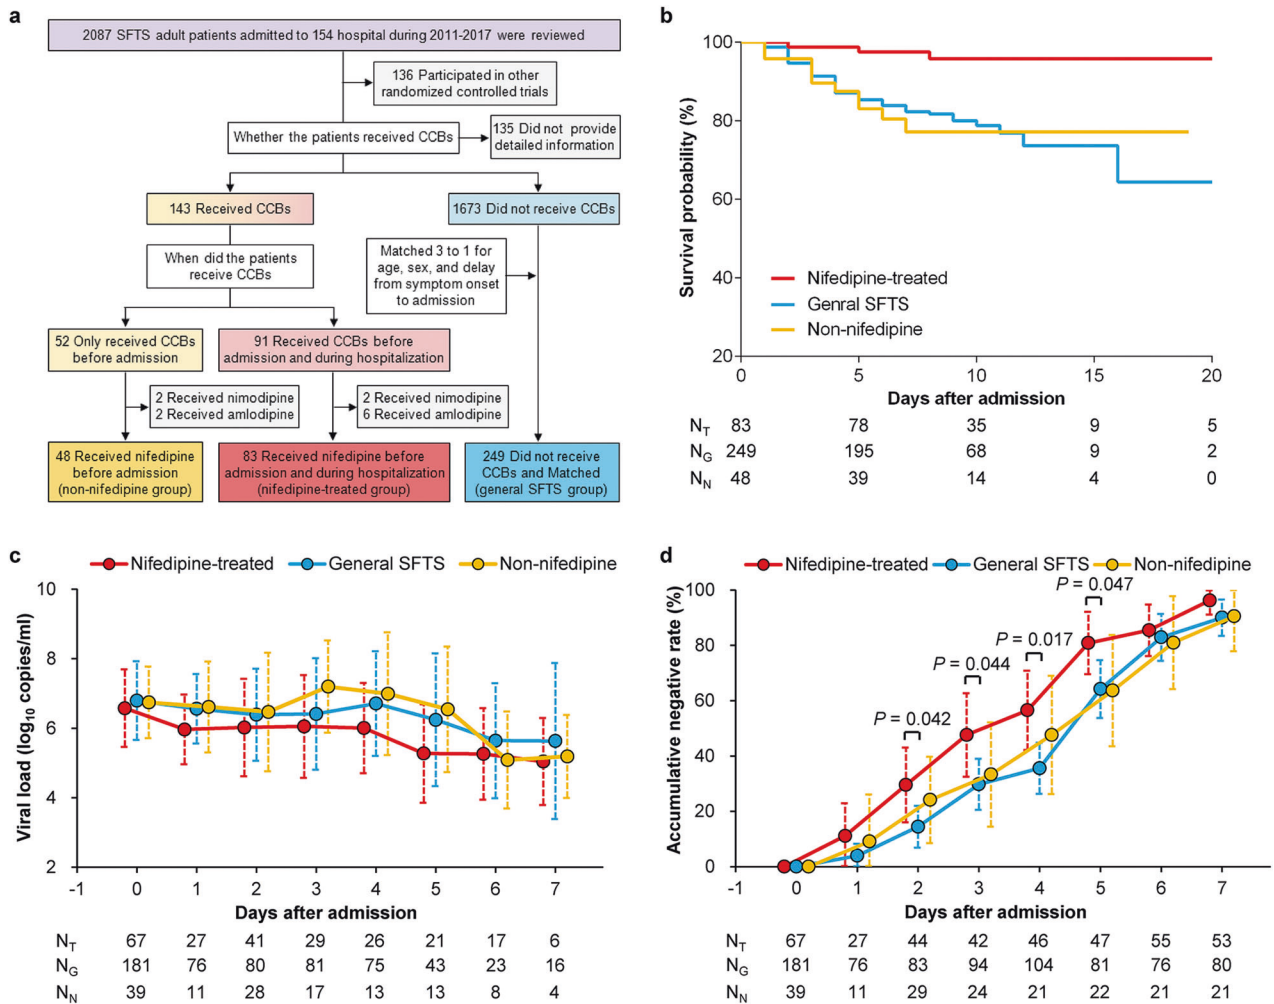 a
2087 SFTS adult patients admitted to 154 hospital during 2011-2017 were reviewed
136 Participated in other
randomized controlled trials
Whether the patients received CCBs
135 Did not provide
detailed information
143 Received CCBs
1673 Did not receive CCBs
When did the patients
receive CCBs
Matched 3 to 1 for
age, sex, and delay
from symptom onset
to admission
52 Only received CCBs
before admission
91 Received CCBs before
admission and during hospitalization
2 Received nimodipine
2 Received amlodipine
2 Received nimodipine
6 Received amlodipine
48 Received nifedipine
before admission
(non-nifedipine group)
83 Received nifedipine before
admission and during hospitalization
(nifedipine-treated group)
249 Did not receive
CCBs and Matched
(general SFTS group)
b
Survival probability (%)
100
80
60
40
20
Nifedipine-treated
Genral SFTS
Non-nifedipine
0 5 10 15 20
Days after admission
N_T 83 78 35 9 5
N_G 249 195 68 9 2
N_N 48 39 14 4 0
c
Nifedipine-treated General SFTS Non-nifedipine
Viral load (log10 copies/ml)
10
8
6
4
2
-1 0 1 2 3 4 5 6 7
Days after admission
N_T 67 27 41 29 26 21 17 6
N_G 181 76 80 81 75 43 23 16
N_N 39 11 28 17 13 13 8 4
d
Nifedipine-treated General SFTS Non-nifedipine
Accumulative negative rate (%)
100
80
60
40
20
0
P = 0.042
P = 0.044
P = 0.017
P = 0.047
-1 0 1 2 3 4 5 6 7
Days after admission
N_T 67 27 44 42 46 47 55 53
N_G 181 76 83 94 104 81 76 80
N_N 39 11 29 24 21 22 21 21